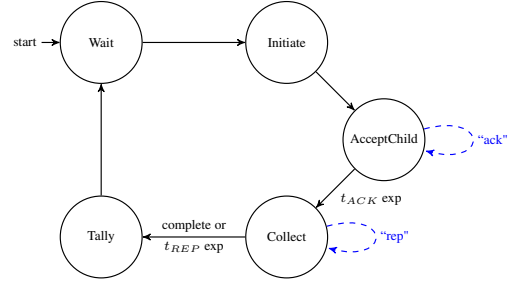 start
Wait
Initiate
AcceptChild
“ack"
t_ACK exp
Collect
“rep"
complete or
t_REP exp
Tally